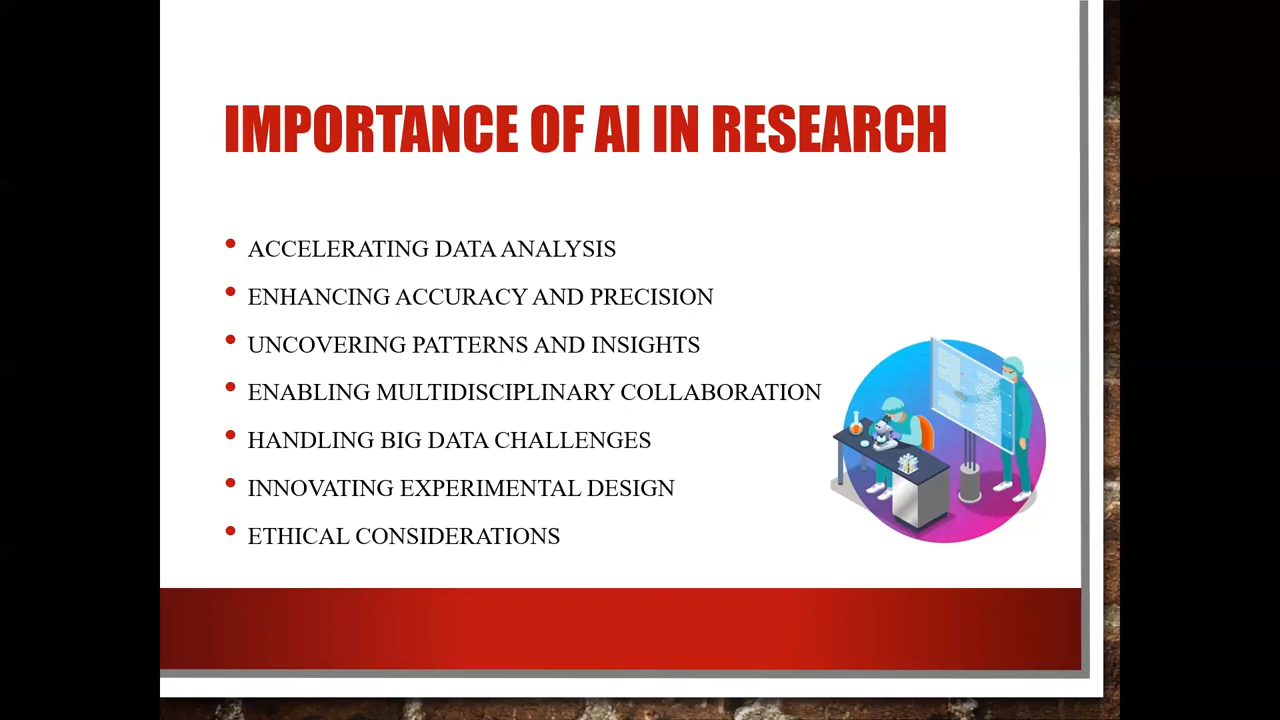 IMPORTANCE OF AI IN RESEARCH
• ACCELERATING DATA ANALYSIS
• ENHANCING ACCURACY AND PRECISION
• UNCOVERING PATTERNS AND INSIGHTS
• ENABLING MULTIDISCIPLINARY COLLABORATION
• HANDLING BIG DATA CHALLENGES
• INNOVATING EXPERIMENTAL DESIGN
• ETHICAL CONSIDERATIONS